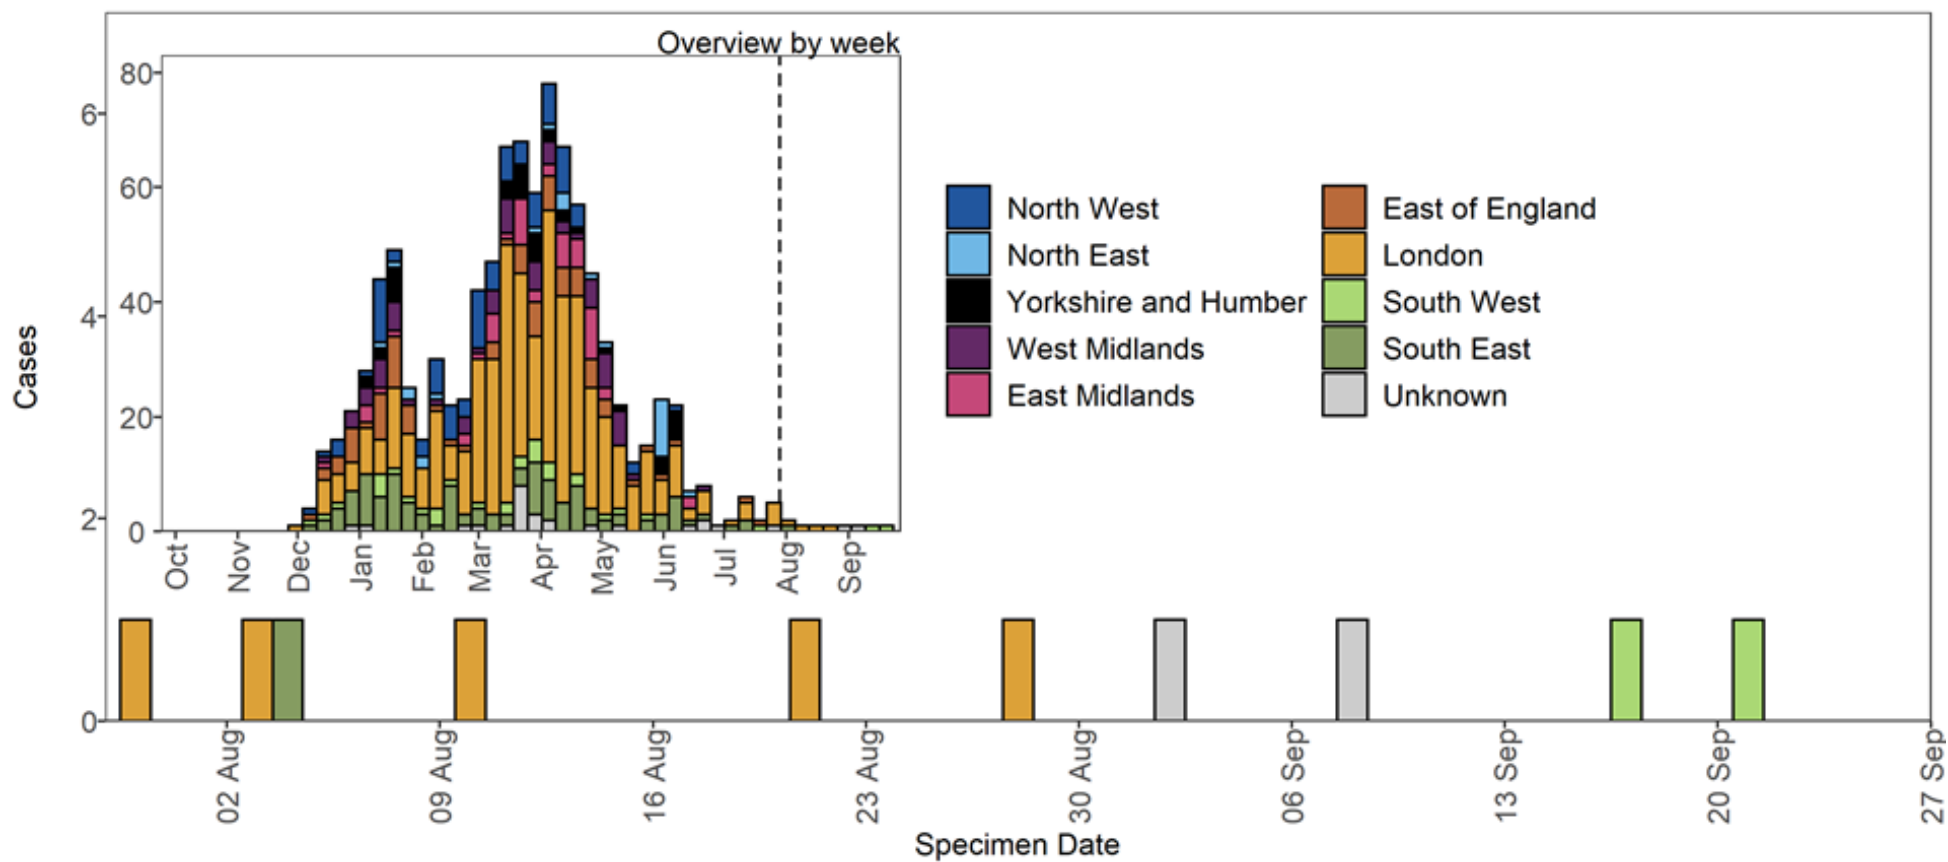 Overview by week
80
60
40
20
0
Oct
Nov
Dec
Jan
Feb
Mar
Apr
May
Jun
Jul
Aug
Sep
North West
North East
Yorkshire and Humber
West Midlands
East Midlands
East of England
London
South West
South East
Unknown
Cases
6
4
2
0
02 Aug
09 Aug
16 Aug
23 Aug
30 Aug
06 Sep
13 Sep
20 Sep
27 Sep
Specimen Date